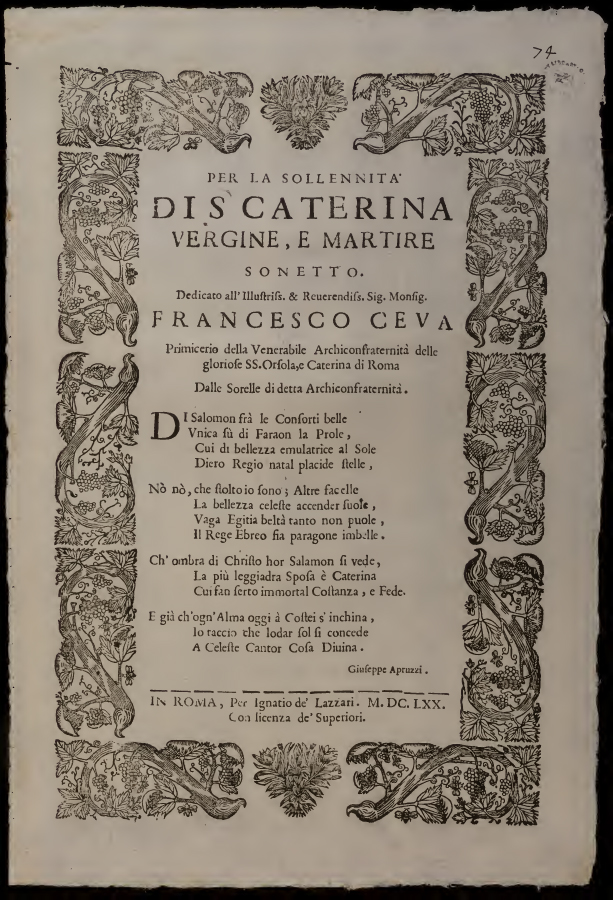 74
PER LA SOLLENNITA'
DI S. CATERINA
VERGINE, E MARTIRE
SONETTO.
Dedicato all' Illuſtriſs. & Reuerendiſs. Sig. Monſig.
FRANCESCO CEVA
Primicerio della Venerabile Archiconfraternità delle
glorioſe SS. Orſola, e Caterina di Roma
Dalle Sorelle di detta Archiconfraternità.
DI Salomon frà le Conſorti belle
Vnica fù di Faraon la Prole,
Cui di bellezza emulatrice al Sole
Diero Regio natal placide ſtelle,
Nò nò, che ſtolto io ſono; Altre facelle
La bellezza celeſte accender ſuole,
Vaga Egitia beltà tanto non puole,
Il Rege Ebreo ſia paragone imbelle.
Ch' ombra di Chriſto hor Salamon ſi vede,
La più leggiadra Spoſa è Caterina
Cui fan ſerto immortal Coſtanza, e Fede.
E già ch'ogn' Alma oggi à Coſtei s' inchina,
Io taccio che lodar ſol ſi concede
A Celeſte Cantor Coſa Diuina.
Giuſeppe Apruzzi.
IN ROMA, Per Ignatio de' Lazzari. M. DC. LXX.
Con licenza de' Superiori.